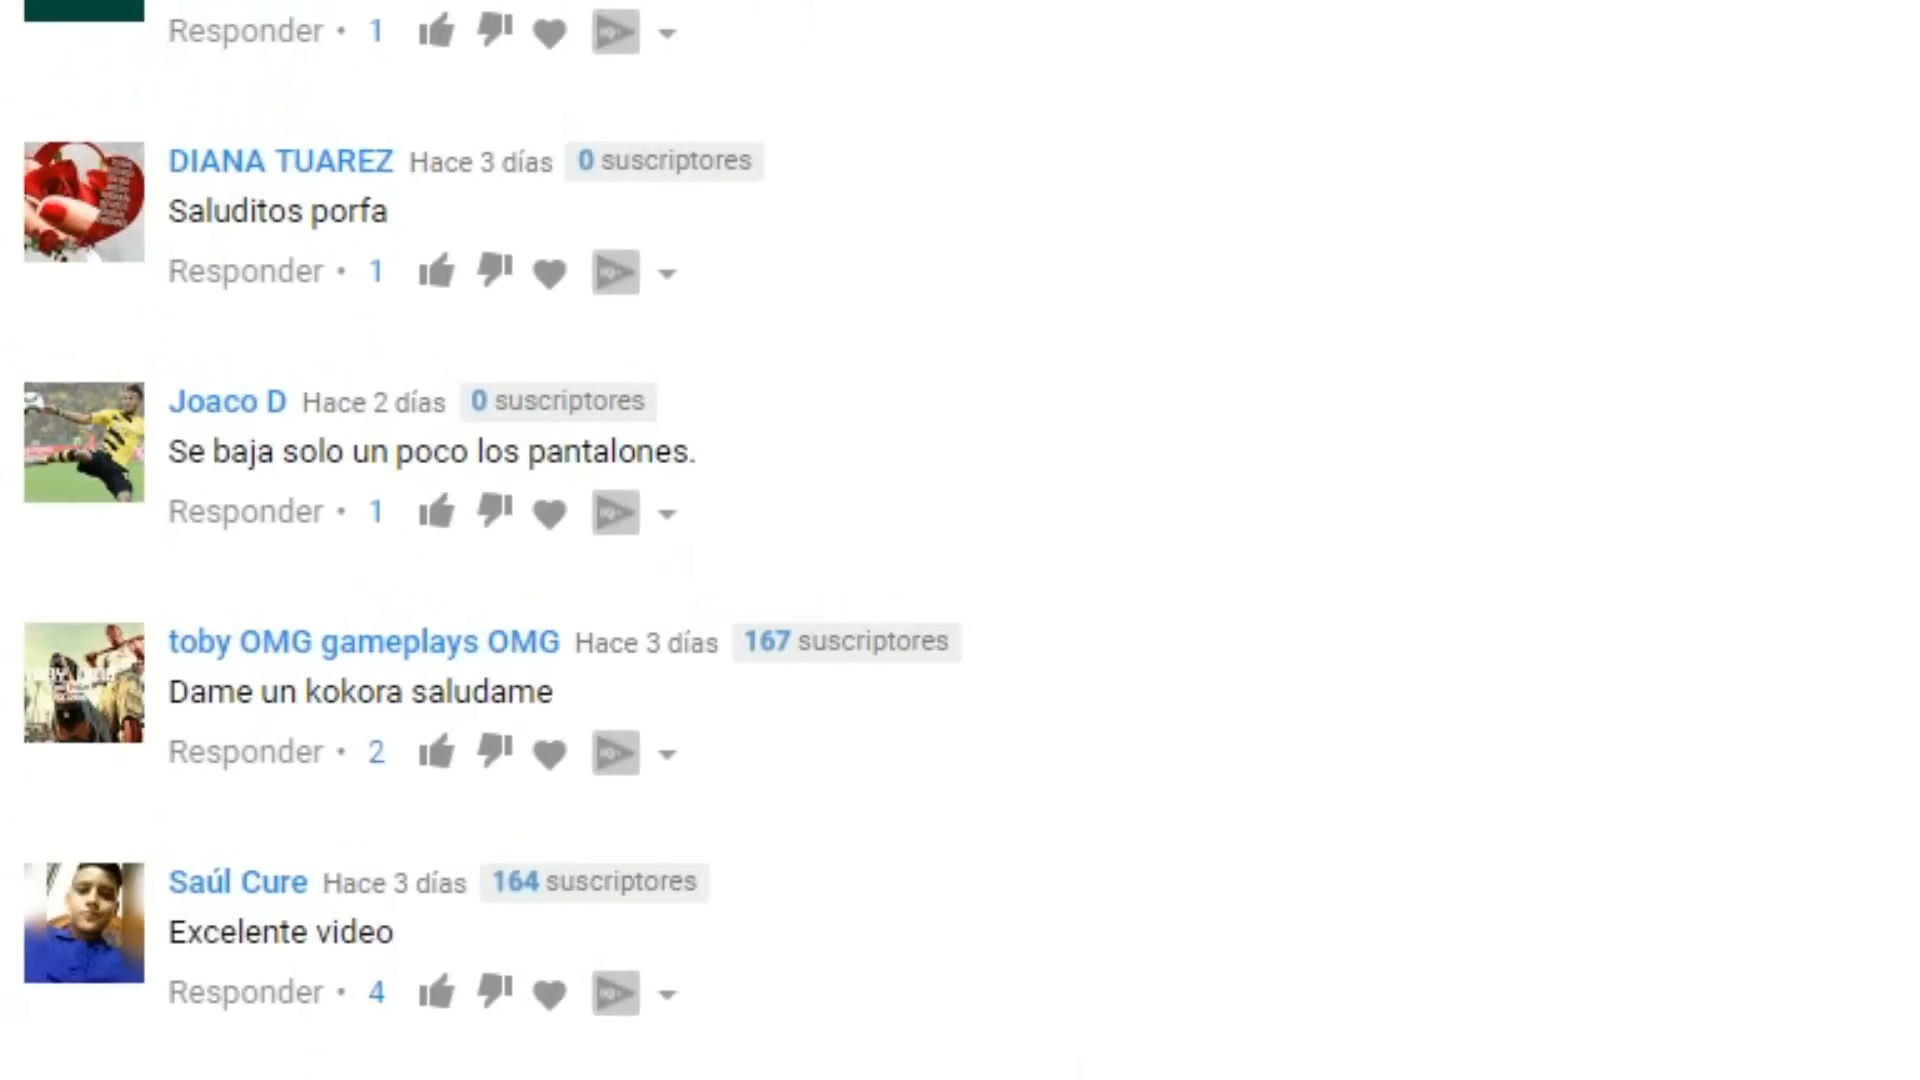 Responder • 1
DIANA TUAREZ Hace 3 días 0 suscriptores
Saluditos porfa
Responder • 1
Joaco D Hace 2 días 0 suscriptores
Se baja solo un poco los pantalones.
Responder • 1
toby OMG gameplays OMG Hace 3 días 167 suscriptores
Dame un kokora saludame
Responder • 2
Saúl Cure Hace 3 días 164 suscriptores
Excelente video
Responder • 4